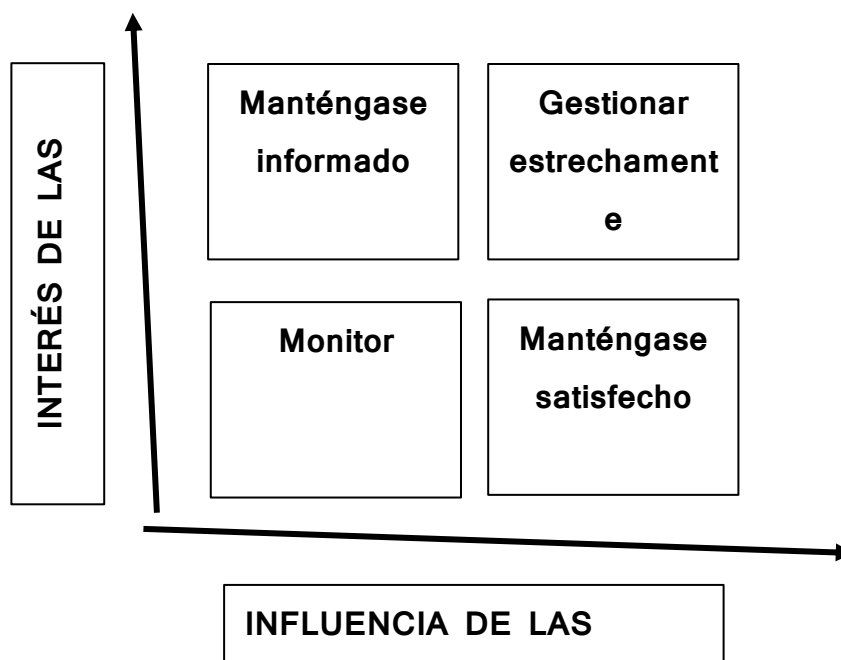 INTERÉS DE LAS
Manténgase
informado
Gestionar
estrechament
e
Monitor
Manténgase
satisfecho
INFLUENCIA DE LAS